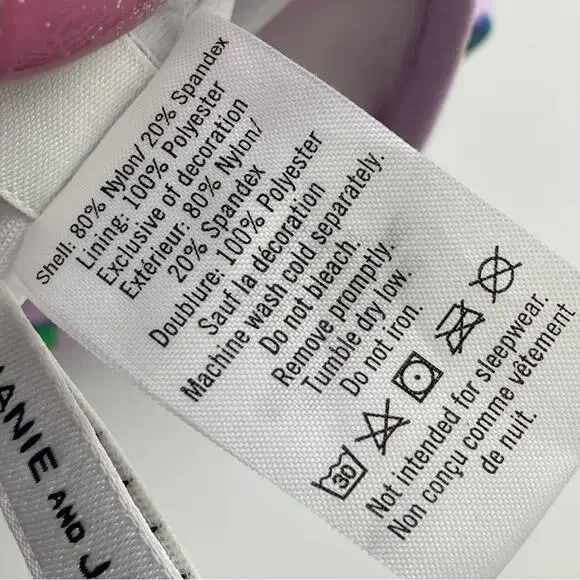 Shell: 80% Nylon/ 20% Spandex
Lining: 100% Polyester
Exclusive of decoration
Extérieur: 80% Nylon/
20% Spandex
Doublure: 100% Polyester
Sauf la décoration
Machine wash cold separately.
Do not bleach.
Remove promptly.
Tumble dry low.
Do not iron.
30
Not intended for sleepwear.
Non conçu comme vêtement
de nuit.
ANIE AND J